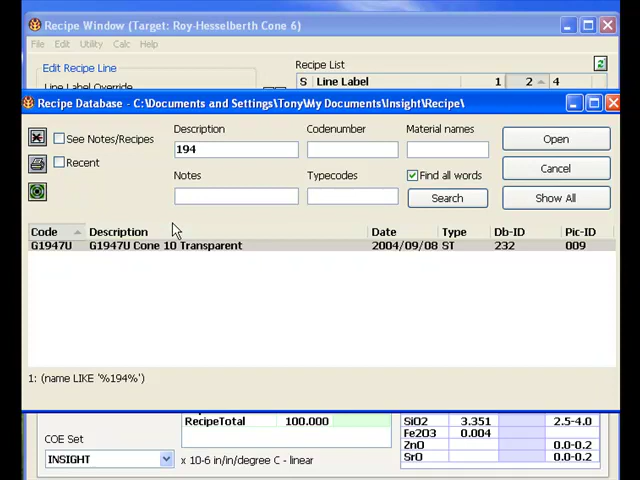 Recipe Window (Target: Roy-Hesselberth Cone 6)
File Edit Utility Calc Help
Edit Recipe Line
Line Label Override
Recipe List
2
S Line Label 1 2 4
Recipe Database - C:\Documents and Settings\Tony\My Documents\Insight\Recipe\
Description Codenumber Material names
See Notes/Recipes
194
Open
Recent
Notes Typecodes Find all words
Cancel
Search
Show All
Code Description Date Type Db-ID Pic-ID
G1947U G1947U Cone 10 Transparent 2004/09/08 ST 232 009
1: (name LIKE '%194%')
RecipeTotal 100.000
SiO2 3.351 2.5-4.0
Fe2O3 0.004
ZnO 0.0-0.2
SrO 0.0-0.2
COE Set
INSIGHT x 10-6 in/in/degree C - linear